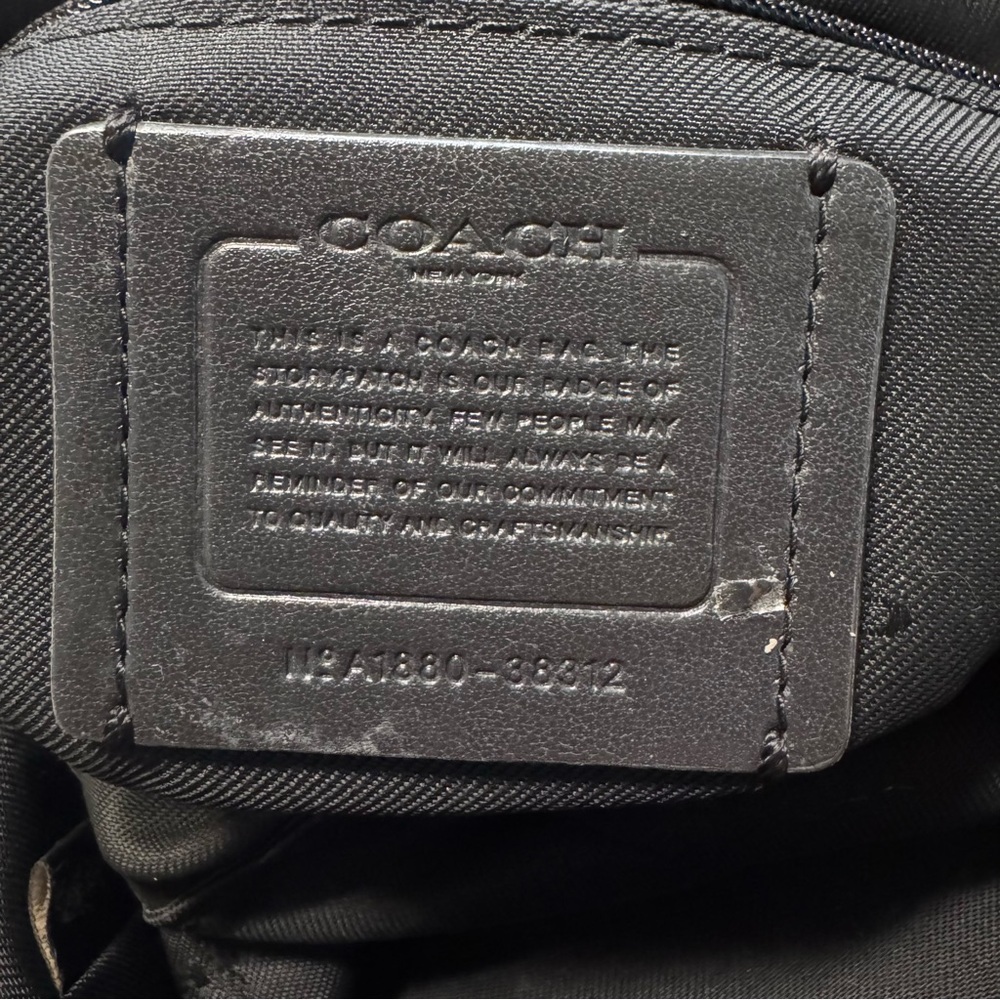 COACH
NEW YORK
THIS IS A COACH BAG. THE
STORYPATCH IS OUR BADGE OF
AUTHENTICITY. FEW PEOPLE MAY
SEE IT, BUT IT WILL ALWAYS BE A
REMINDER OF OUR COMMITMENT
TO QUALITY AND CRAFTSMANSHIP.
Nº A1880-38312